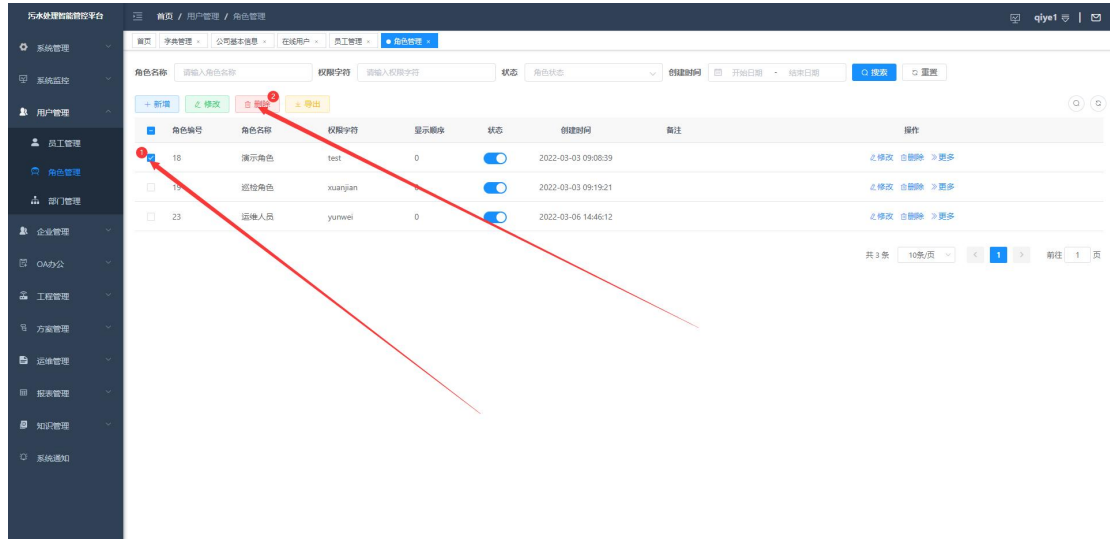 污水处理智能管控平台
首页 / 用户管理 / 角色管理
qiye1
首页 字典管理 × 公司基本信息 × 在线用户 × 员工管理 × 角色管理 ×
系统管理
系统监控
用户管理
员工管理
角色管理
部门管理
企业管理
OA办公
工程管理
方案管理
运维管理
报表管理
知识管理
系统通知
角色名称 请输入角色名称 权限字符 请输入权限字符 状态 角色状态 创建时间 开始日期 - 结束日期 搜索 重置
+ 新增 修改 删除 2 导出
角色编号 角色名称 权限字符 显示顺序 状态 创建时间 备注 操作
1 18 演示角色 test 0 2022-03-03 09:08:39 修改 删除 更多
19 巡检角色 xuanjian 0 2022-03-03 09:19:21 修改 删除 更多
23 运维人员 yunwei 0 2022-03-06 14:46:12 修改 删除 更多
共 3 条 10条/页 < 1 > 前往 1 页